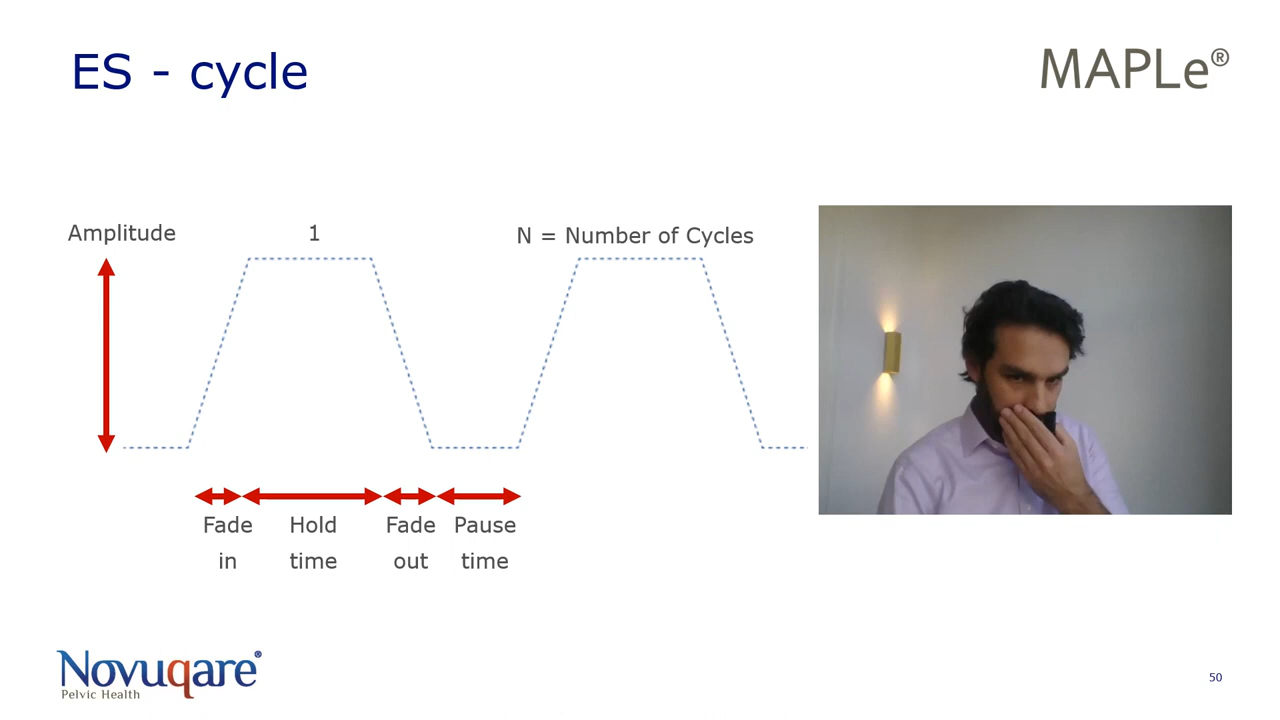 ES - cycle
MAPLe®
Amplitude
1
N = Number of Cycles
Fade in
Hold time
Fade out
Pause time
Novuqare®
Pelvic Health
50